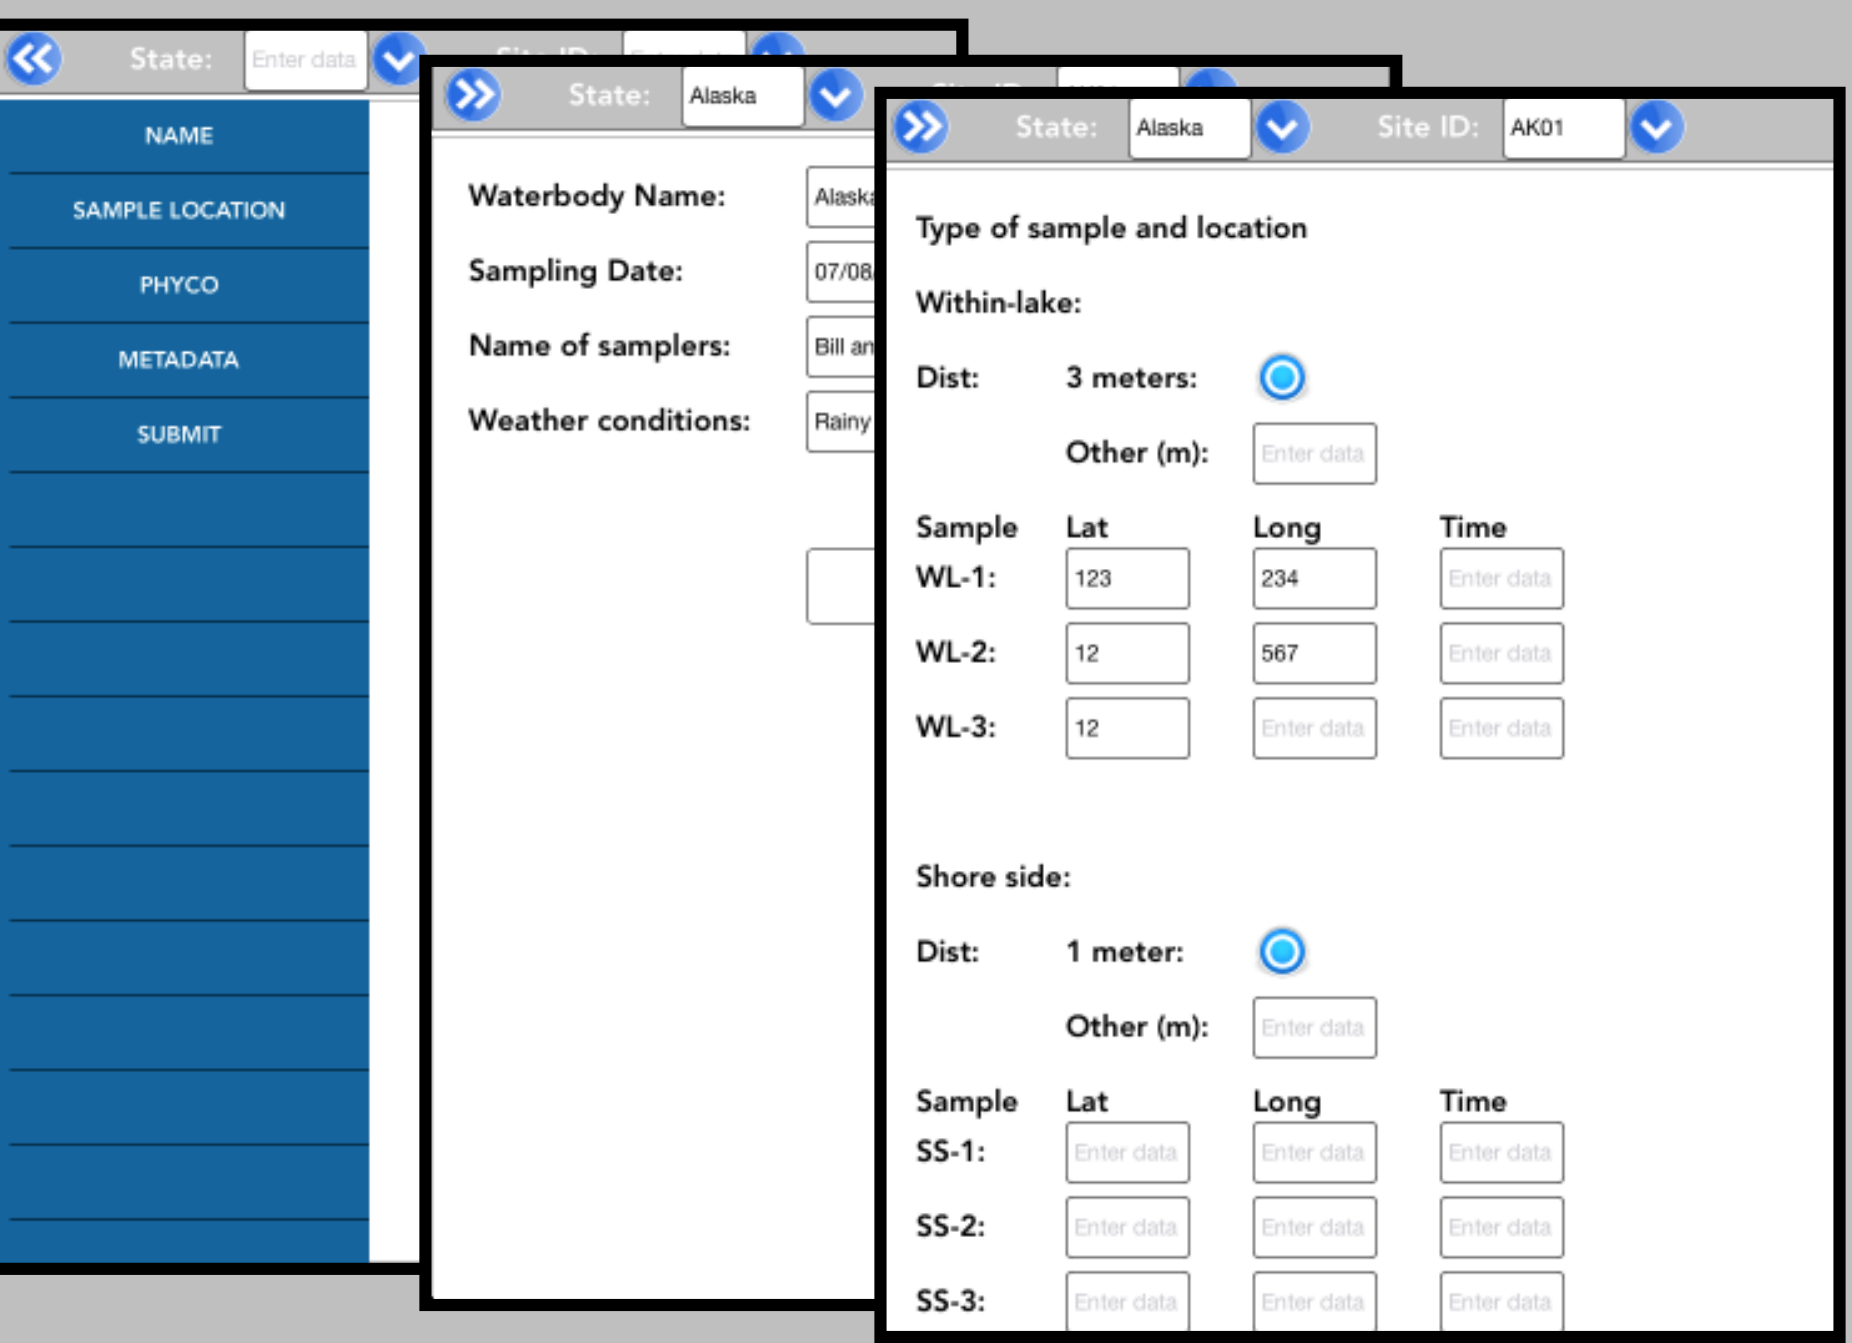 State: Enter data
NAME
SAMPLE LOCATION
PHYCO
METADATA
SUBMIT
State: Alaska
Waterbody Name: Alaska
Sampling Date: 07/08
Name of samplers: Bill an
Weather conditions: Rainy
State: Alaska Site ID: AK01
Type of sample and location
Within-lake:
Dist: 3 meters:
Other (m): Enter data
Sample Lat Long Time
WL-1: 123 234 Enter data
WL-2: 12 567 Enter data
WL-3: 12 Enter data Enter data
Shore side:
Dist: 1 meter:
Other (m): Enter data
Sample Lat Long Time
SS-1: Enter data Enter data Enter data
SS-2: Enter data Enter data Enter data
SS-3: Enter data Enter data Enter data